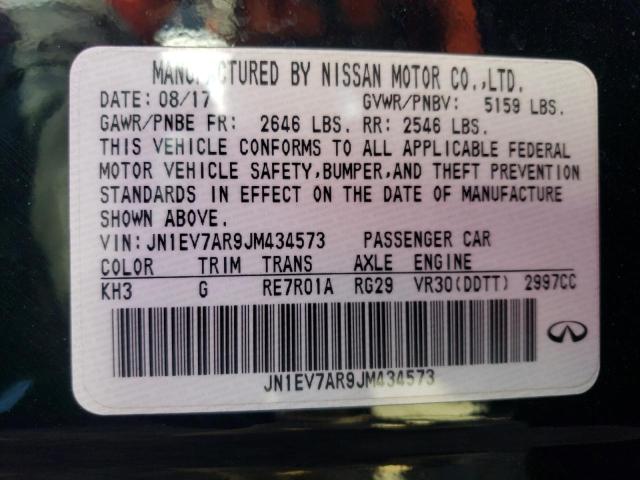 MANUFACTURED BY NISSAN MOTOR CO.,LTD.
DATE: 08/17 GVWR/PNBV: 5159 LBS.
GAWR/PNBE FR: 2646 LBS. RR: 2546 LBS.
THIS VEHICLE CONFORMS TO ALL APPLICABLE FEDERAL
MOTOR VEHICLE SAFETY,BUMPER,AND THEFT PREVENTION
STANDARDS IN EFFECT ON THE DATE OF MANUFACTURE
SHOWN ABOVE.
VIN:JN1EV7AR9JM434573 PASSENGER CAR
COLOR TRIM TRANS AXLE ENGINE
KH3 G RE7R01A RG29 VR30(DDTT) 2997CC
JN1EV7AR9JM434573